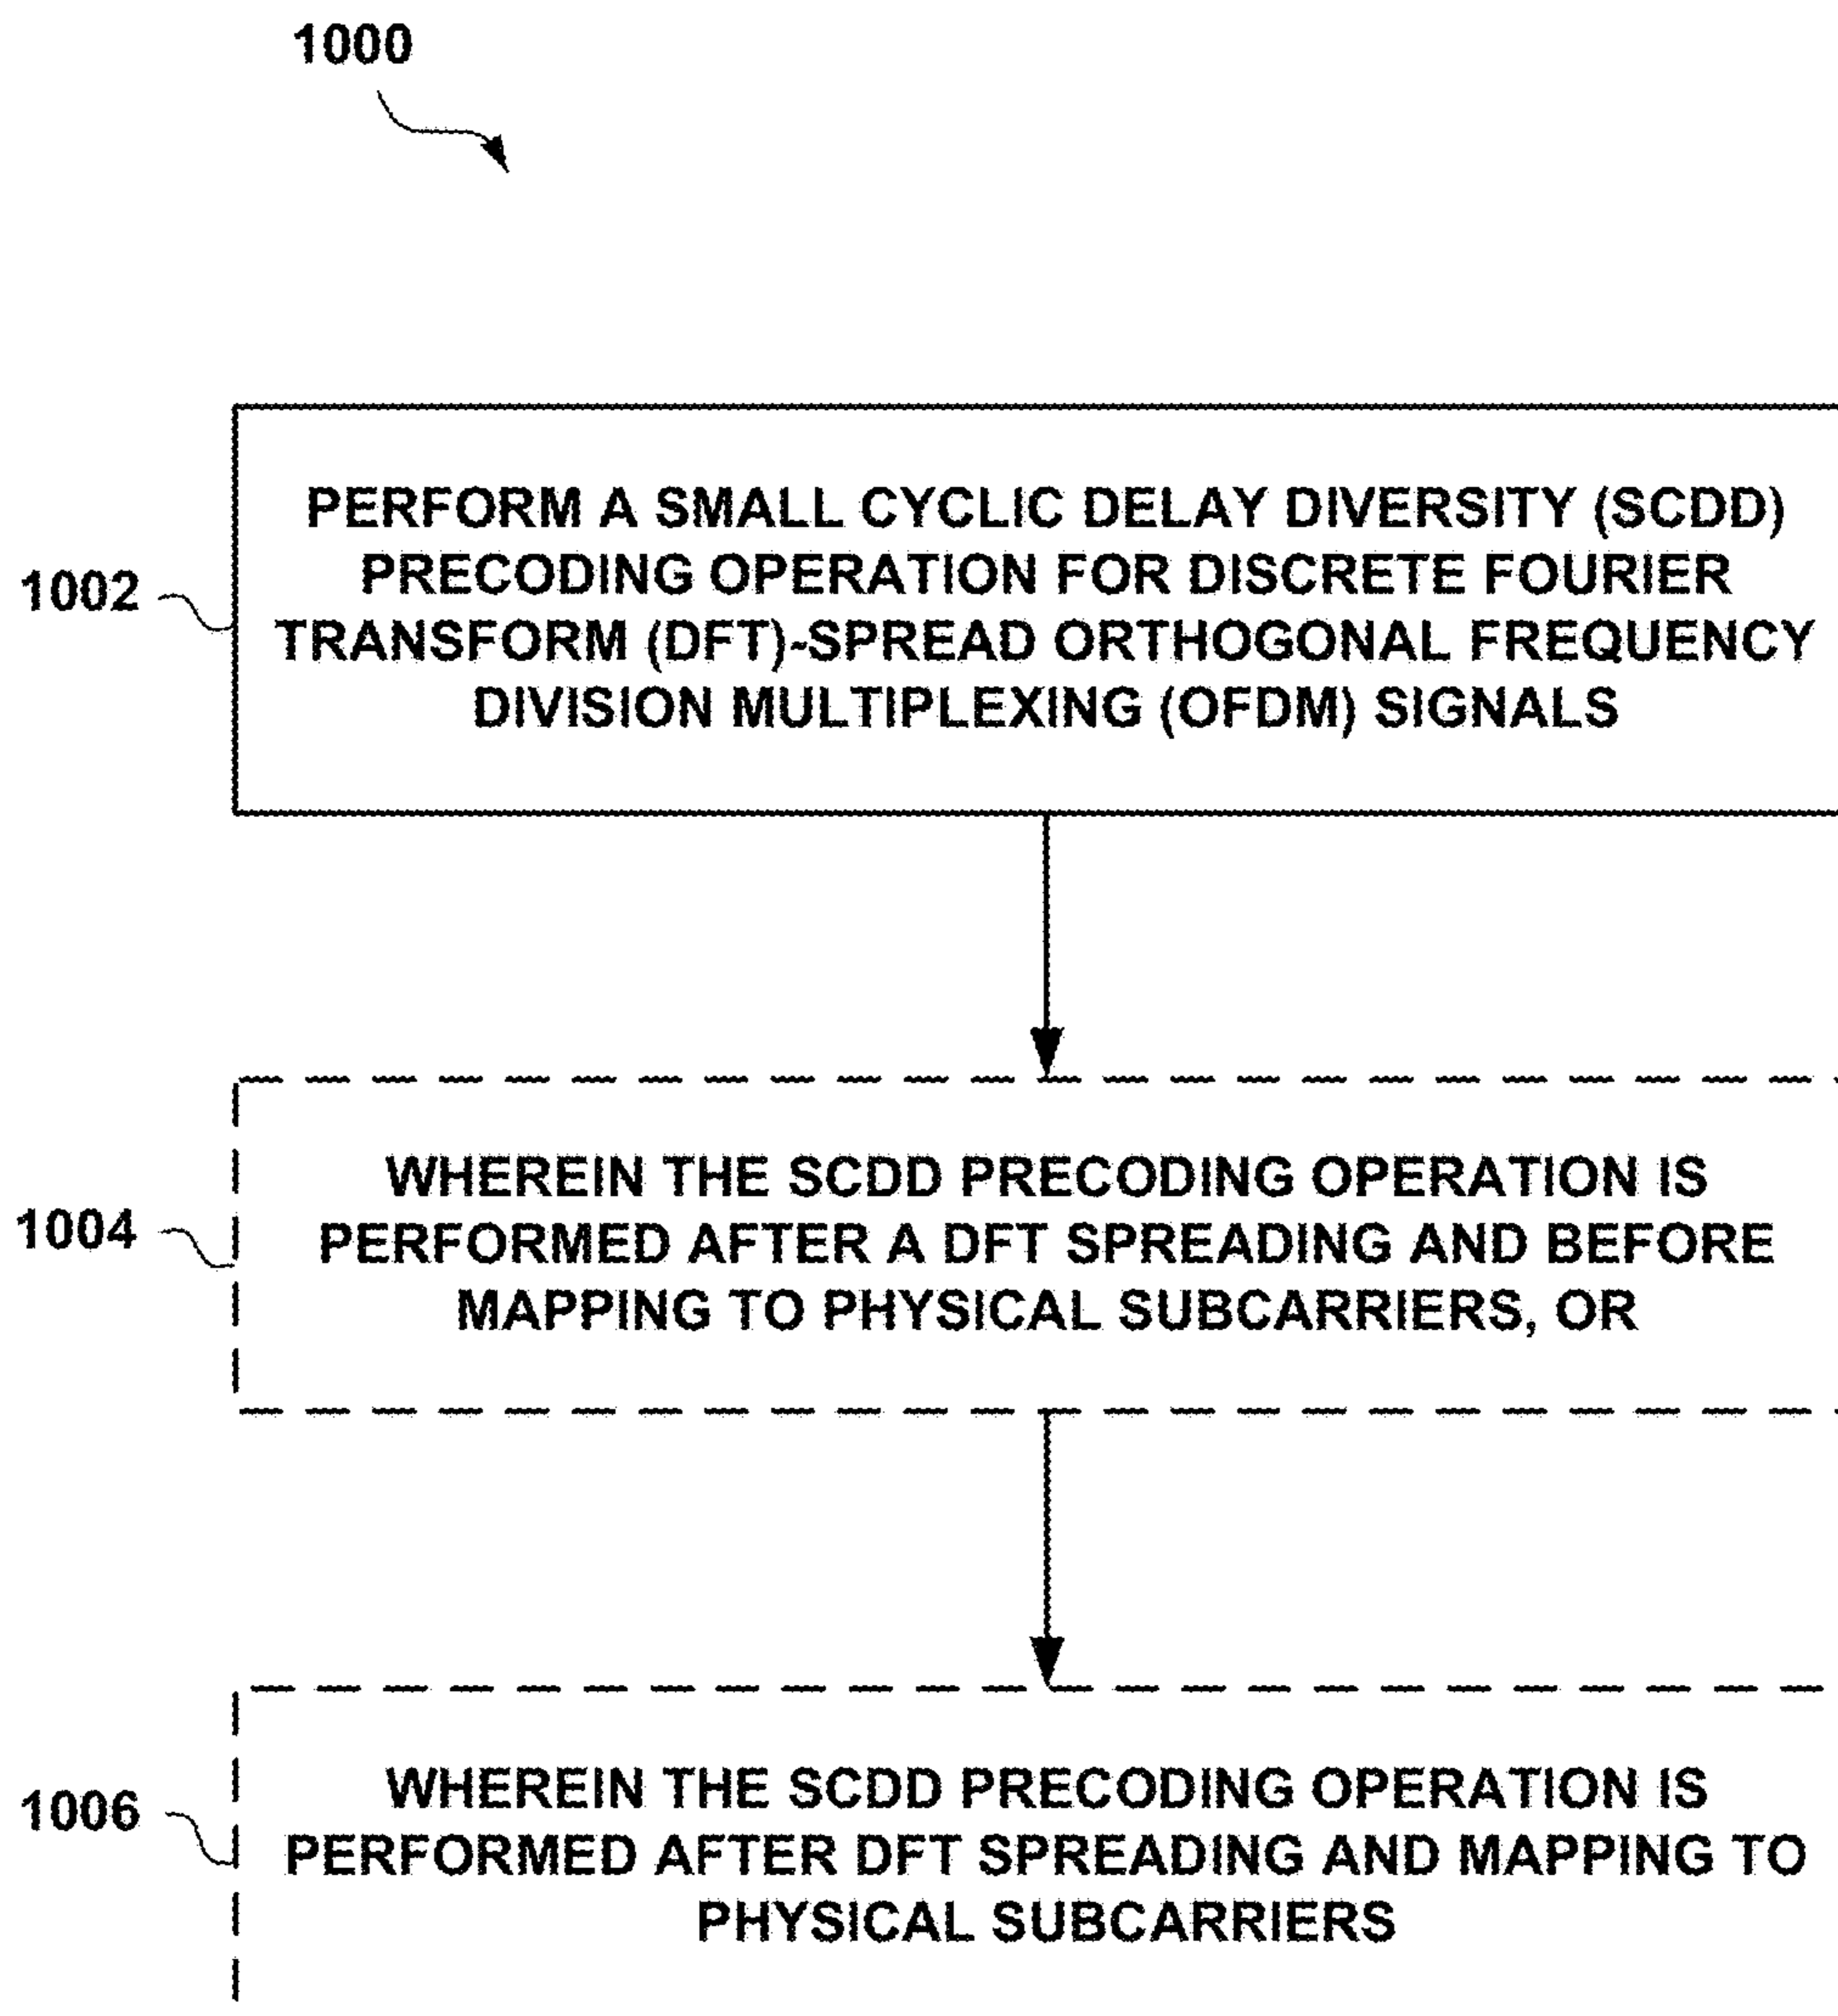 1000
1002
PERFORM A SMALL CYCLIC DELAY DIVERSITY (SCDD)
PRECODING OPERATION FOR DISCRETE FOURIER
TRANSFORM (DFT)-SPREAD ORTHOGONAL FREQUENCY
DIVISION MULTIPLEXING (OFDM) SIGNALS
1004
WHEREIN THE SCDD PRECODING OPERATION IS
PERFORMED AFTER A DFT SPREADING AND BEFORE
MAPPING TO PHYSICAL SUBCARRIERS, OR
1006
WHEREIN THE SCDD PRECODING OPERATION IS
PERFORMED AFTER DFT SPREADING AND MAPPING TO
PHYSICAL SUBCARRIERS